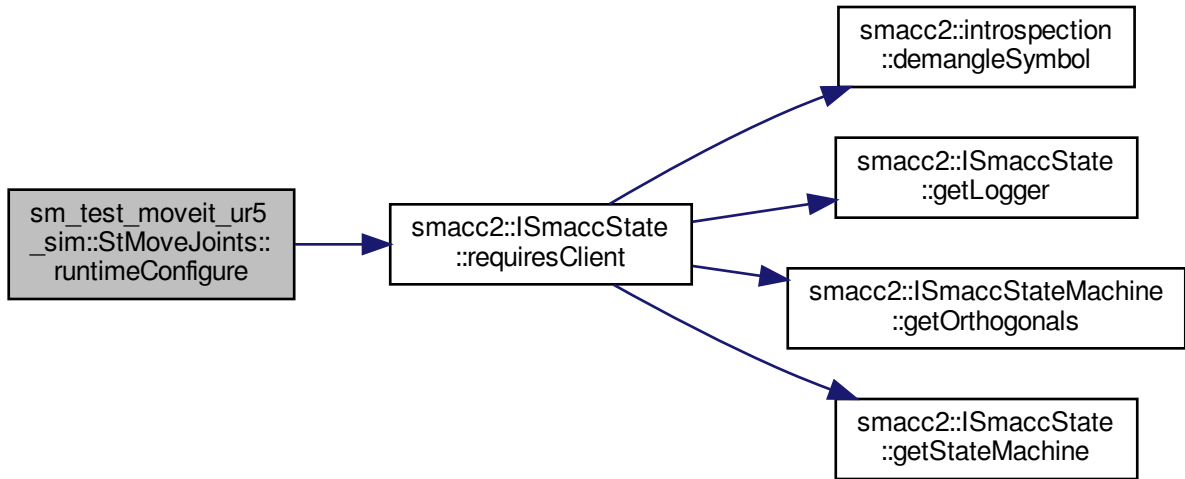 sm_test_moveit_ur5
_sim::StMoveJoints::
runtimeConfigure
smacc2::ISmaccState
::requiresClient
smacc2::introspection
::demangleSymbol
smacc2::ISmaccState
::getLogger
smacc2::ISmaccStateMachine
::getOrthogonals
smacc2::ISmaccState
::getStateMachine